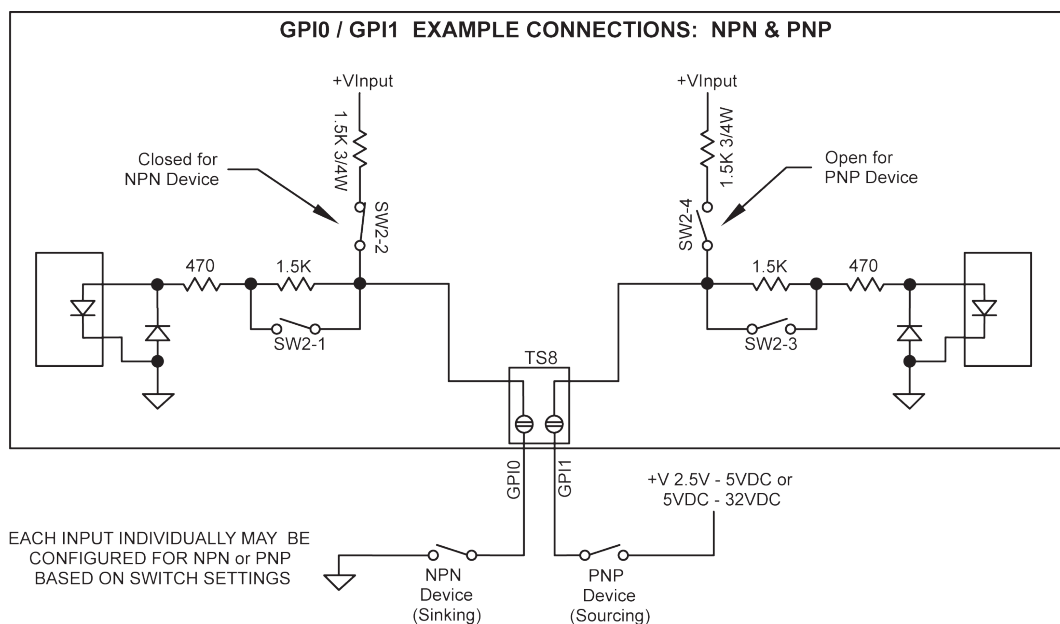 GPI0 / GPI1 EXAMPLE CONNECTIONS: NPN & PNP
+VInput
+VInput
1.5K 3/4W
1.5K 3/4W
Closed for
NPN Device
Open for
PNP Device
SW2-2
SW2-4
470
1.5K
1.5K
470
SW2-1
SW2-3
TS8
GPI0
GPI1
+V 2.5V - 5VDC or
5VDC - 32VDC
EACH INPUT INDIVIDUALLY MAY BE
CONFIGURED FOR NPN or PNP
BASED ON SWITCH SETTINGS
NPN
Device
(Sinking)
PNP
Device
(Sourcing)